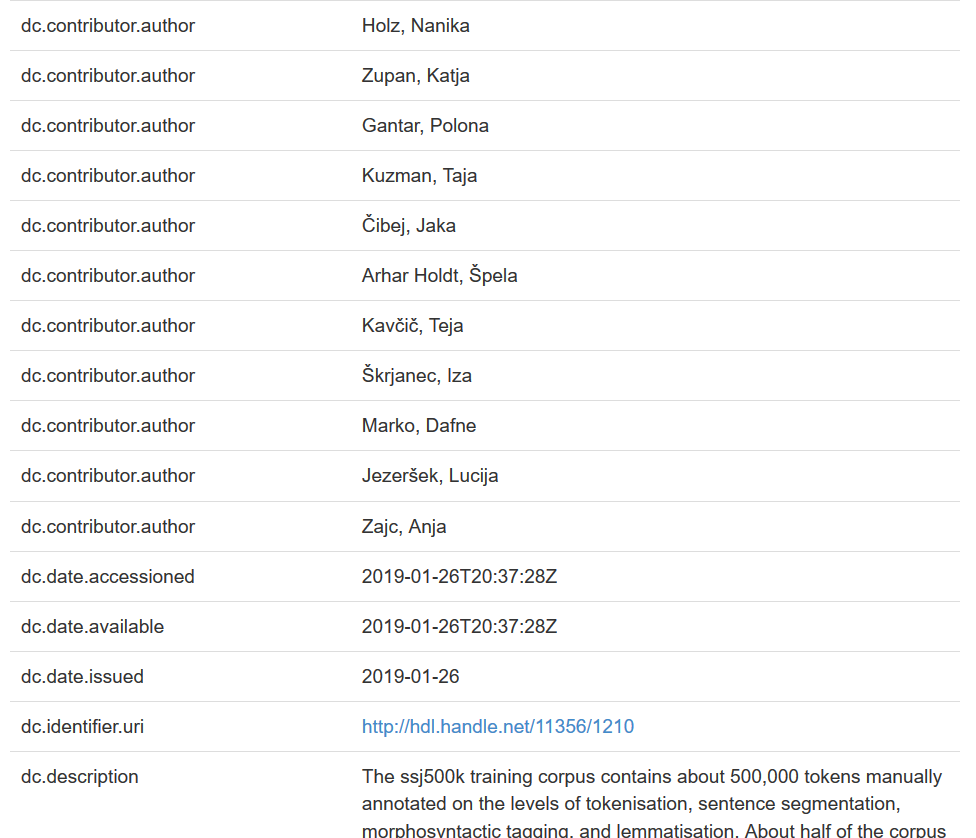 dc.contributor.author Holz, Nanika
dc.contributor.author Zupan, Katja
dc.contributor.author Gantar, Polona
dc.contributor.author Kuzman, Taja
dc.contributor.author Čibej, Jaka
dc.contributor.author Arhar Holdt, Špela
dc.contributor.author Kavčič, Teja
dc.contributor.author Škrjanec, Iza
dc.contributor.author Marko, Dafne
dc.contributor.author Jezeršek, Lucija
dc.contributor.author Zajc, Anja
dc.date.accessioned 2019-01-26T20:37:28Z
dc.date.available 2019-01-26T20:37:28Z
dc.date.issued 2019-01-26
dc.identifier.uri http://hdl.handle.net/11356/1210
dc.description The ssj500k training corpus contains about 500,000 tokens manually
annotated on the levels of tokenisation, sentence segmentation,
morphosyntactic tagging, and lemmatisation. About half of the corpus